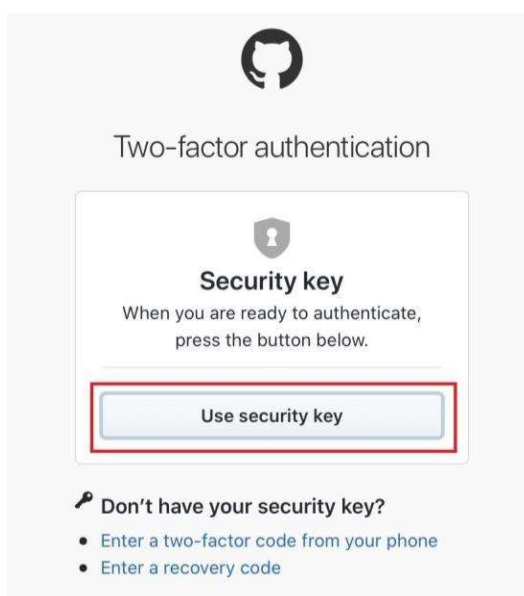 Two-factor authentication
Security key
When you are ready to authenticate,
press the button below.
Use security key
Don’t have your security key?
Enter a two-factor code from your phone
Enter a recovery code